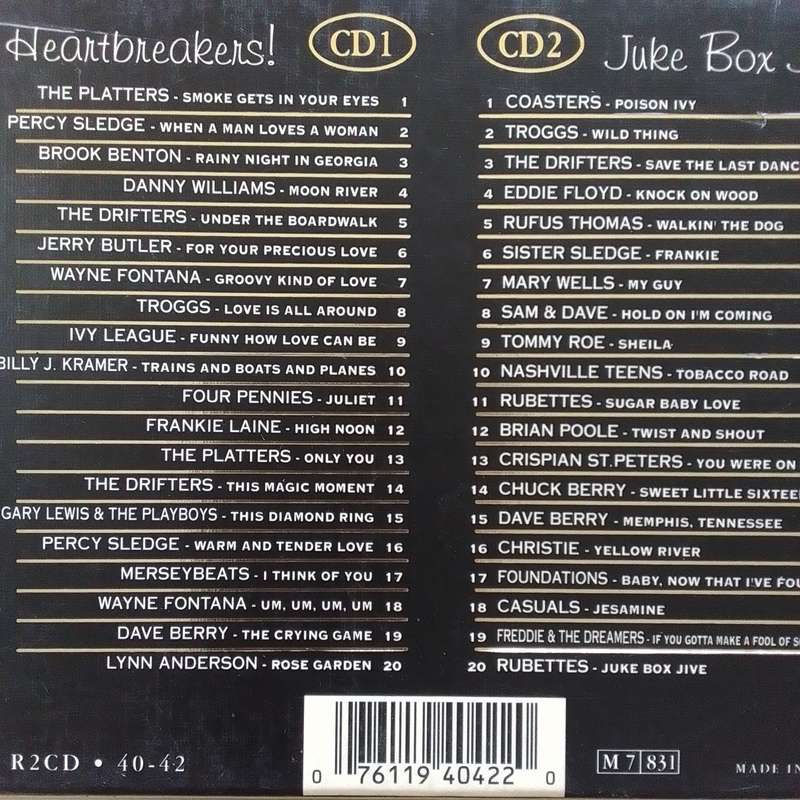 Heartbreakers!
CD 1
THE PLATTERS - SMOKE GETS IN YOUR EYES 1
PERCY SLEDGE - WHEN A MAN LOVES A WOMAN 2
BROOK BENTON - RAINY NIGHT IN GEORGIA 3
DANNY WILLIAMS - MOON RIVER 4
THE DRIFTERS - UNDER THE BOARDWALK 5
JERRY BUTLER - FOR YOUR PRECIOUS LOVE 6
WAYNE FONTANA - GROOVY KIND OF LOVE 7
TROGGS - LOVE IS ALL AROUND 8
IVY LEAGUE - FUNNY HOW LOVE CAN BE 9
BILLY J. KRAMER - TRAINS AND BOATS AND PLANES 10
FOUR PENNIES - JULIET 11
FRANKIE LAINE - HIGH NOON 12
THE PLATTERS - ONLY YOU 13
THE DRIFTERS - THIS MAGIC MOMENT 14
GARY LEWIS & THE PLAYBOYS - THIS DIAMOND RING 15
PERCY SLEDGE - WARM AND TENDER LOVE 16
MERSEYBEATS - I THINK OF YOU 17
WAYNE FONTANA - UM, UM, UM, UM 18
DAVE BERRY - THE CRYING GAME 19
LYNN ANDERSON - ROSE GARDEN 20
CD 2
Juke Box
1 COASTERS - POISON IVY
2 TROGGS - WILD THING
3 THE DRIFTERS - SAVE THE LAST DANC
4 EDDIE FLOYD - KNOCK ON WOOD
5 RUFUS THOMAS - WALKIN' THE DOG
6 SISTER SLEDGE - FRANKIE
7 MARY WELLS - MY GUY
8 SAM & DAVE - HOLD ON I'M COMING
9 TOMMY ROE - SHEILA
10 NASHVILLE TEENS - TOBACCO ROAD
11 RUBETTES - SUGAR BABY LOVE
12 BRIAN POOLE - TWIST AND SHOUT
13 CRISPIAN ST.PETERS - YOU WERE ON
14 CHUCK BERRY - SWEET LITTLE SIXTEEN
15 DAVE BERRY - MEMPHIS, TENNESSEE
16 CHRISTIE - YELLOW RIVER
17 FOUNDATIONS - BABY, NOW THAT I'VE FOU
18 CASUALS - JESAMINE
19 FREDDIE & THE DREAMERS - IF YOU GOTTA MAKE A FOOL OF
20 RUBETTES - JUKE BOX JIVE
R2CD • 40-42
0 76119 40422 0
M 7 831
MADE IN